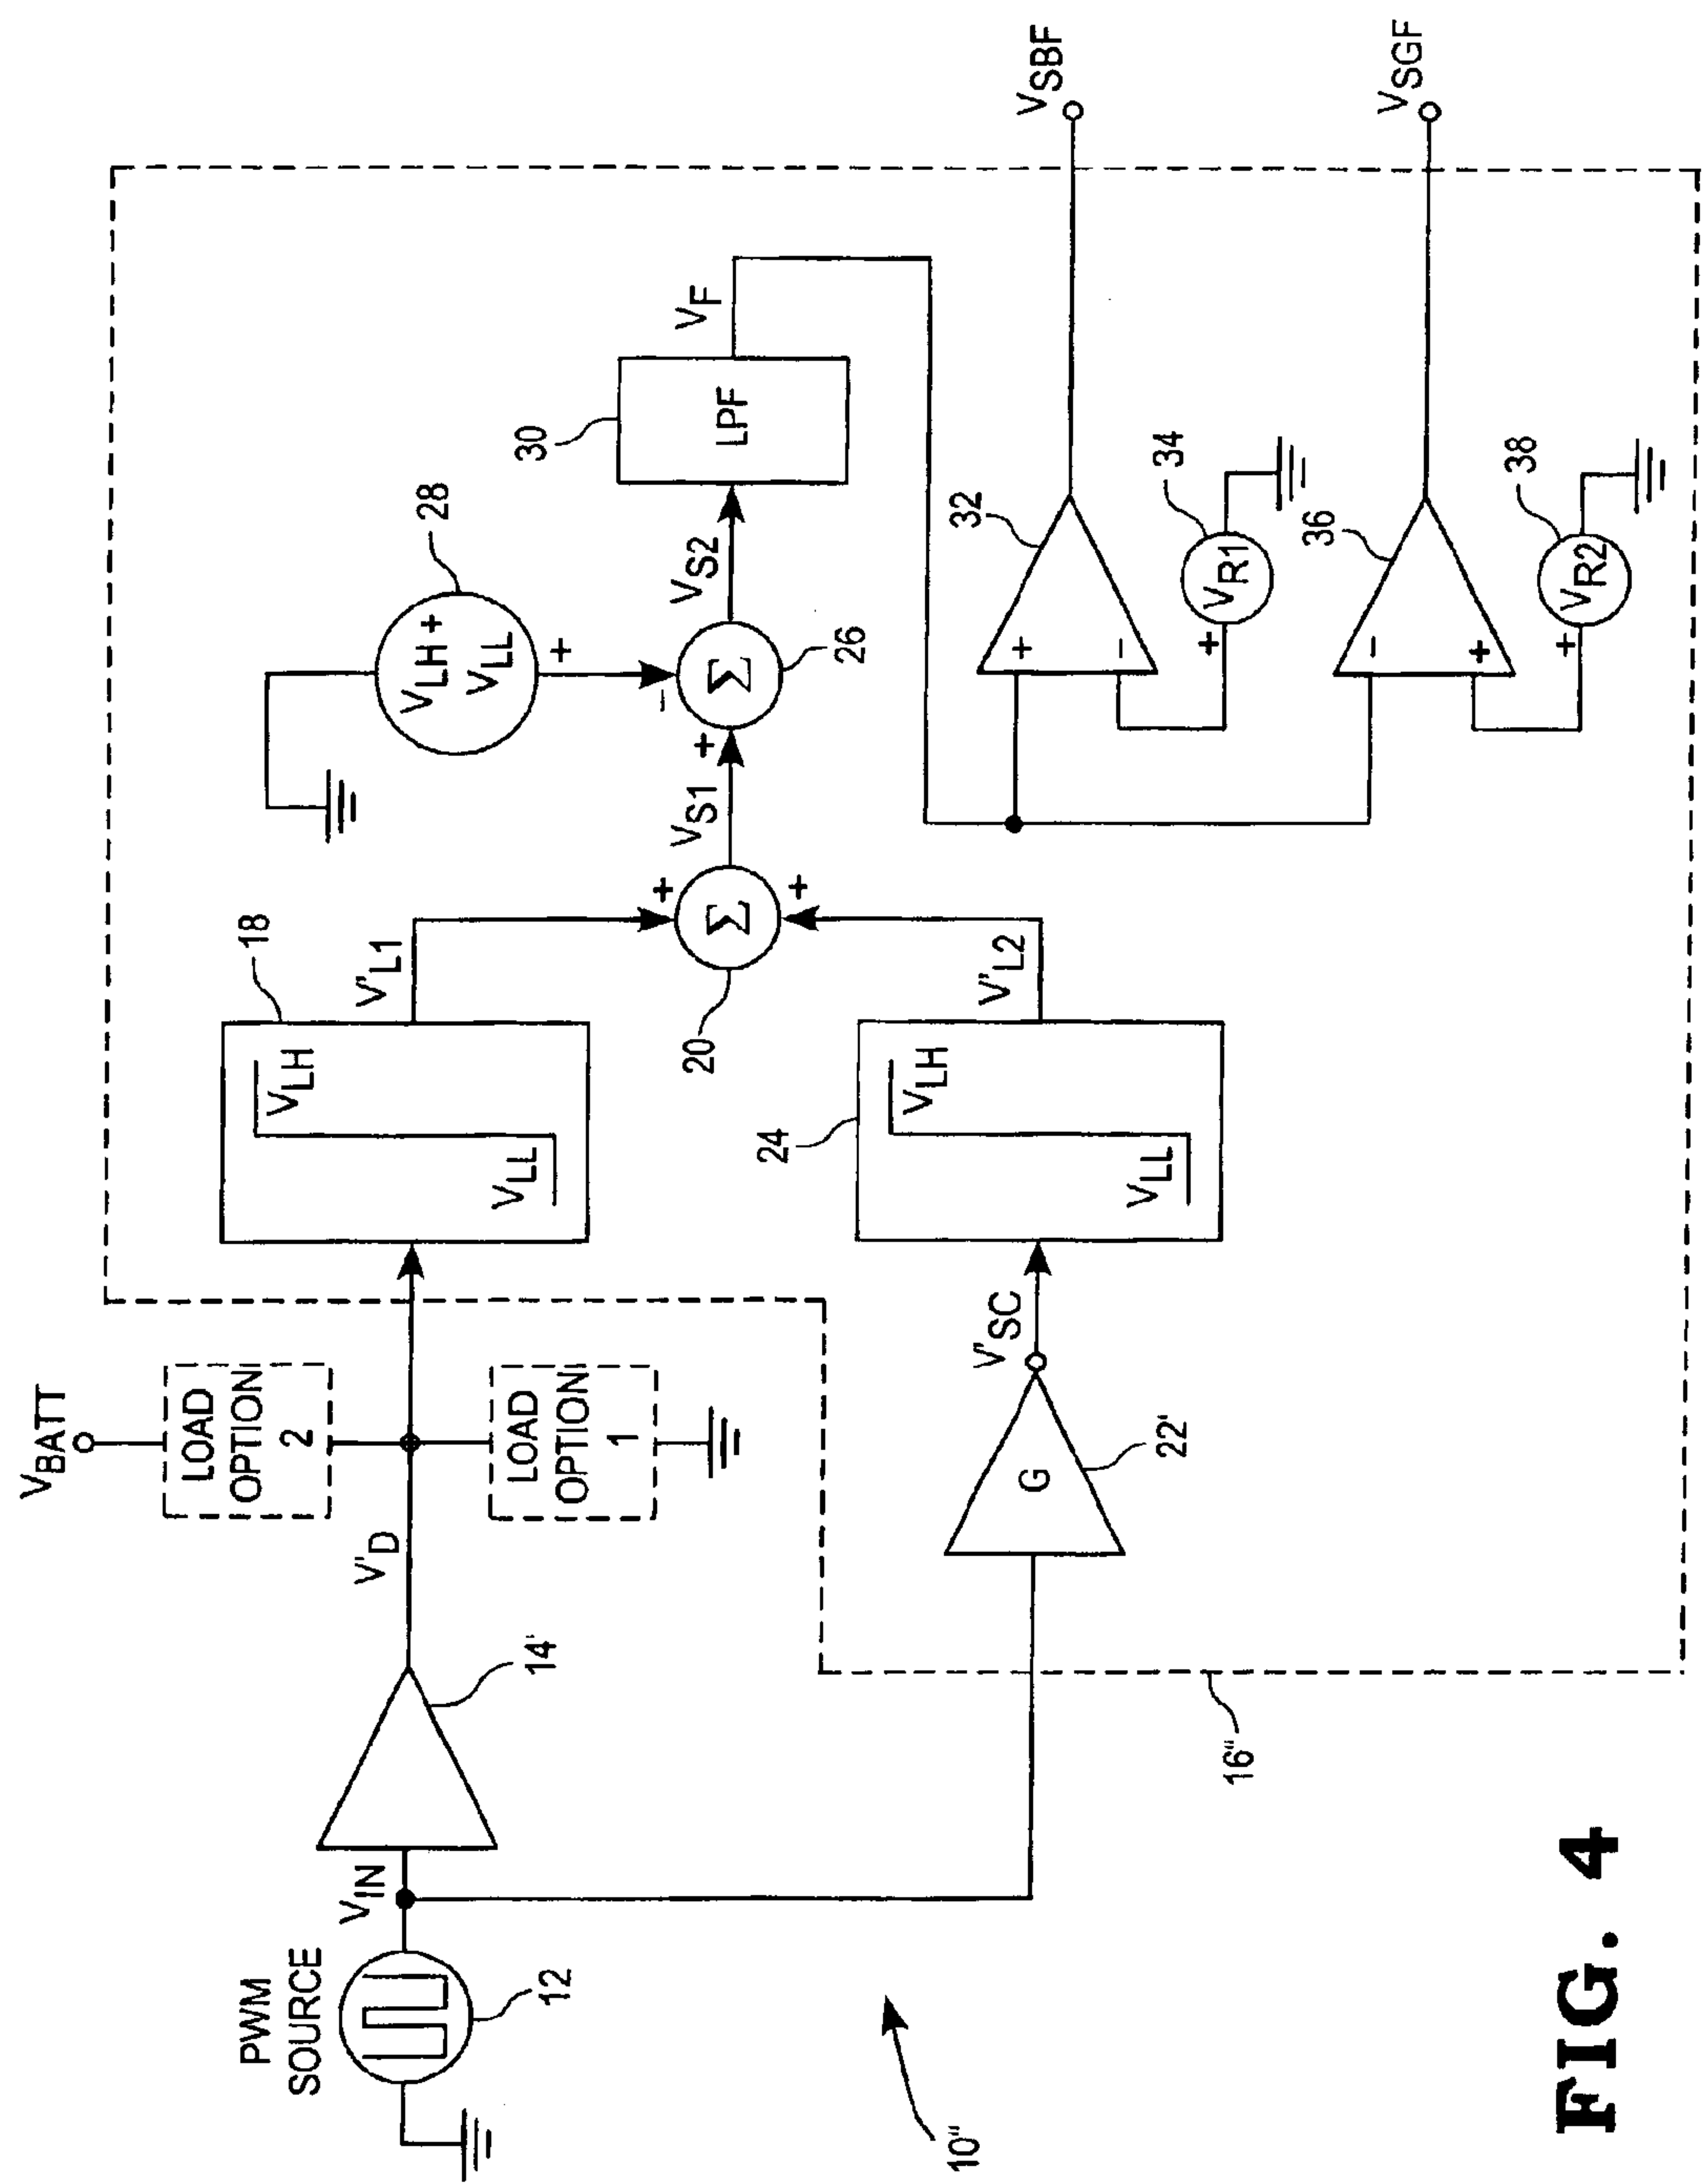 PWM
SOURCE
12
V_IN
14'
V'_D
V_BATT
LOAD
OPTION
2
LOAD
OPTION
1
18
V_LH
V_LL
V'_L1
+
20
Σ
+
V_S1
V_LH +
V_LL
28
+
-
+
Σ
26
V_S2
30
LPF
V_F
G
22'
V'_SC
24
V_LH
V_LL
V'_L2
32
+
-
+
V_R1
34
V_SBF
36
-
+
+
V_R2
38
V_SGF
16"
10"
FIG. 4